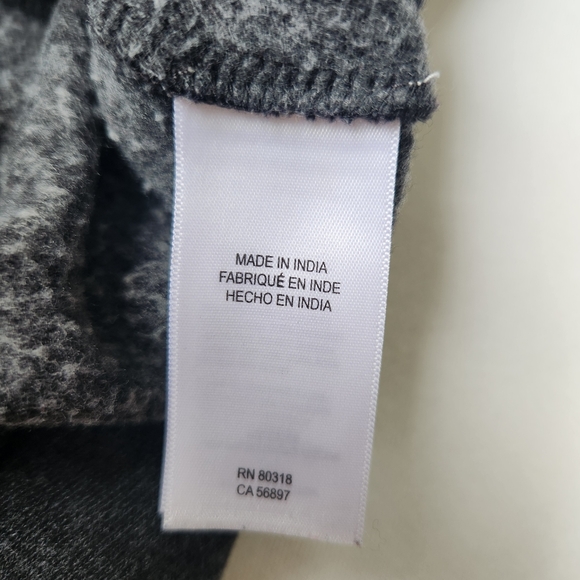 MADE IN INDIA
FABRIQUÉ EN INDE
HECHO EN INDIA
RN 80318
CA 56897